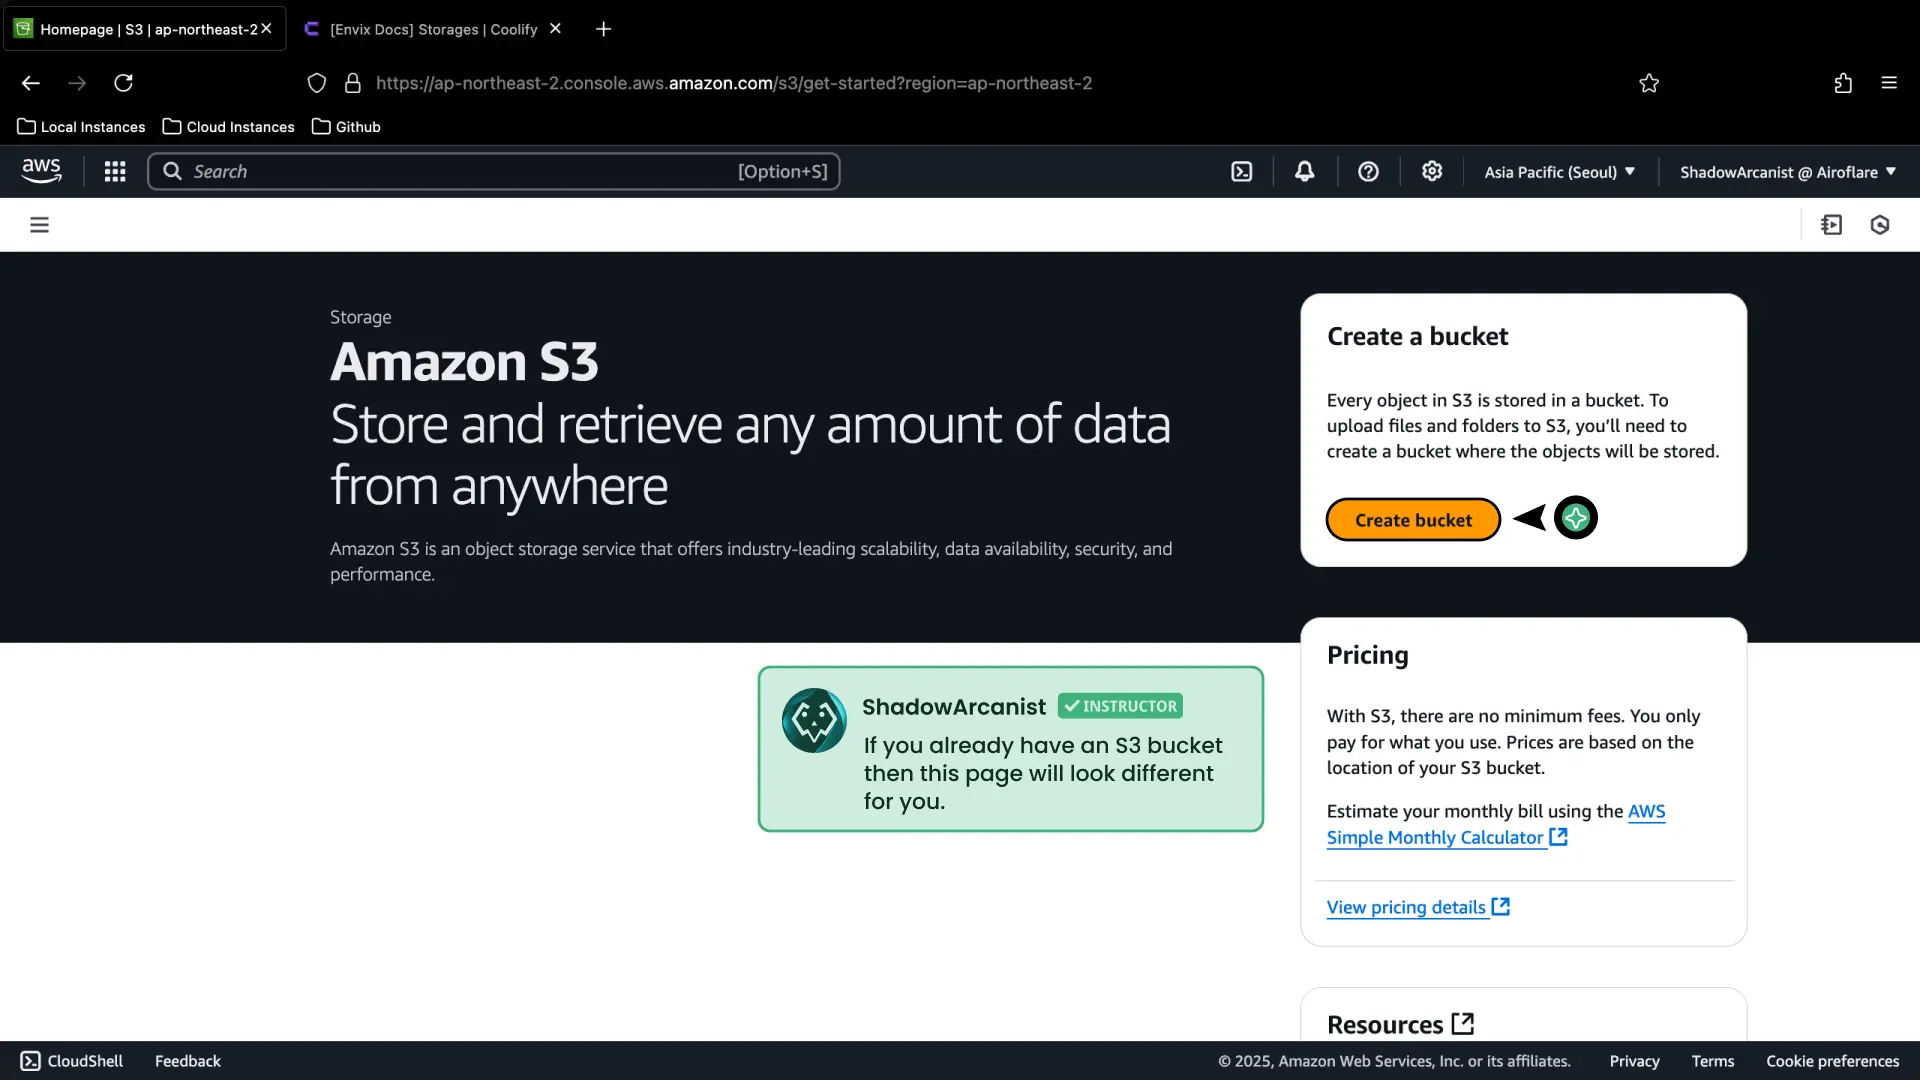 Homepage | S3 | ap-northeast-2
[Envix Docs] Storages | Coolify
https://ap-northeast-2.console.aws.amazon.com/s3/get-started?region=ap-northeast-2
Local Instances
Cloud Instances
Github
aws
Search
[Option+S]
Asia Pacific (Seoul)
ShadowArcanist @ Airoflare
Storage
Amazon S3
Store and retrieve any amount of data
from anywhere
Amazon S3 is an object storage service that offers industry-leading scalability, data availability, security, and
performance.
Create a bucket
Every object in S3 is stored in a bucket. To
upload files and folders to S3, you’ll need to
create a bucket where the objects will be stored.
Create bucket
ShadowArcanist
INSTRUCTOR
If you already have an S3 bucket
then this page will look different
for you.
Pricing
With S3, there are no minimum fees. You only
pay for what you use. Prices are based on the
location of your S3 bucket.
Estimate your monthly bill using the AWS
Simple Monthly Calculator
View pricing details
Resources
CloudShell
Feedback
© 2025, Amazon Web Services, Inc. or its affiliates.
Privacy
Terms
Cookie preferences